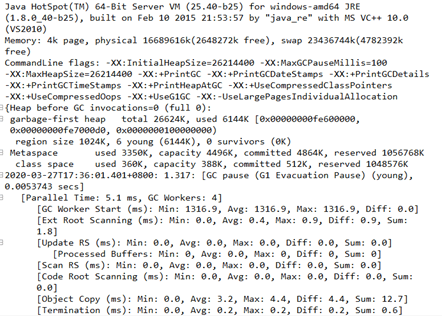 Java HotSpot(TM) 64-Bit Server VM (25.40-b25) for windows-amd64 JRE
(1.8.0_40-b25), built on Feb 10 2015 21:53:57 by "java_re" with MS VC++ 10.0
(VS2010)
Memory: 4k page, physical 16689616k(2648272k free), swap 23436744k(4782392k
free)
CommandLine flags: -XX:InitialHeapSize=26214400 -XX:MaxGCPauseMillis=100
-XX:MaxHeapSize=26214400 -XX:+PrintGC -XX:+PrintGCDateStamps -XX:+PrintGCDetails
-XX:+PrintGCTimeStamps -XX:+PrintHeapAtGC -XX:+UseCompressedClassPointers
-XX:+UseCompressedOops -XX:+UseG1GC -XX:-UseLargePagesIndividualAllocation
{Heap before GC invocations=0 (full 0):
garbage-first heap total 26624K, used 6144K [0x00000000fe600000,
0x00000000fe7000d0, 0x0000000100000000)
region size 1024K, 6 young (6144K), 0 survivors (0K)
Metaspace used 3350K, capacity 4496K, committed 4864K, reserved 1056768K
class space used 360K, capacity 388K, committed 512K, reserved 1048576K
2020-03-27T17:36:01.401+0800: 1.317: [GC pause (G1 Evacuation Pause) (young),
0.0053743 secs]
[Parallel Time: 5.1 ms, GC Workers: 4]
[GC Worker Start (ms): Min: 1316.9, Avg: 1316.9, Max: 1316.9, Diff: 0.0]
[Ext Root Scanning (ms): Min: 0.0, Avg: 0.4, Max: 0.9, Diff: 0.9, Sum:
1.8]
[Update RS (ms): Min: 0.0, Avg: 0.0, Max: 0.0, Diff: 0.0, Sum: 0.0]
[Processed Buffers: Min: 0, Avg: 0.0, Max: 0, Diff: 0, Sum: 0]
[Scan RS (ms): Min: 0.0, Avg: 0.0, Max: 0.0, Diff: 0.0, Sum: 0.0]
[Code Root Scanning (ms): Min: 0.0, Avg: 0.0, Max: 0.0, Diff: 0.0, Sum:
0.0]
[Object Copy (ms): Min: 0.0, Avg: 3.2, Max: 4.4, Diff: 4.4, Sum: 12.7]
[Termination (ms): Min: 0.0, Avg: 0.2, Max: 0.2, Diff: 0.2, Sum: 0.6]